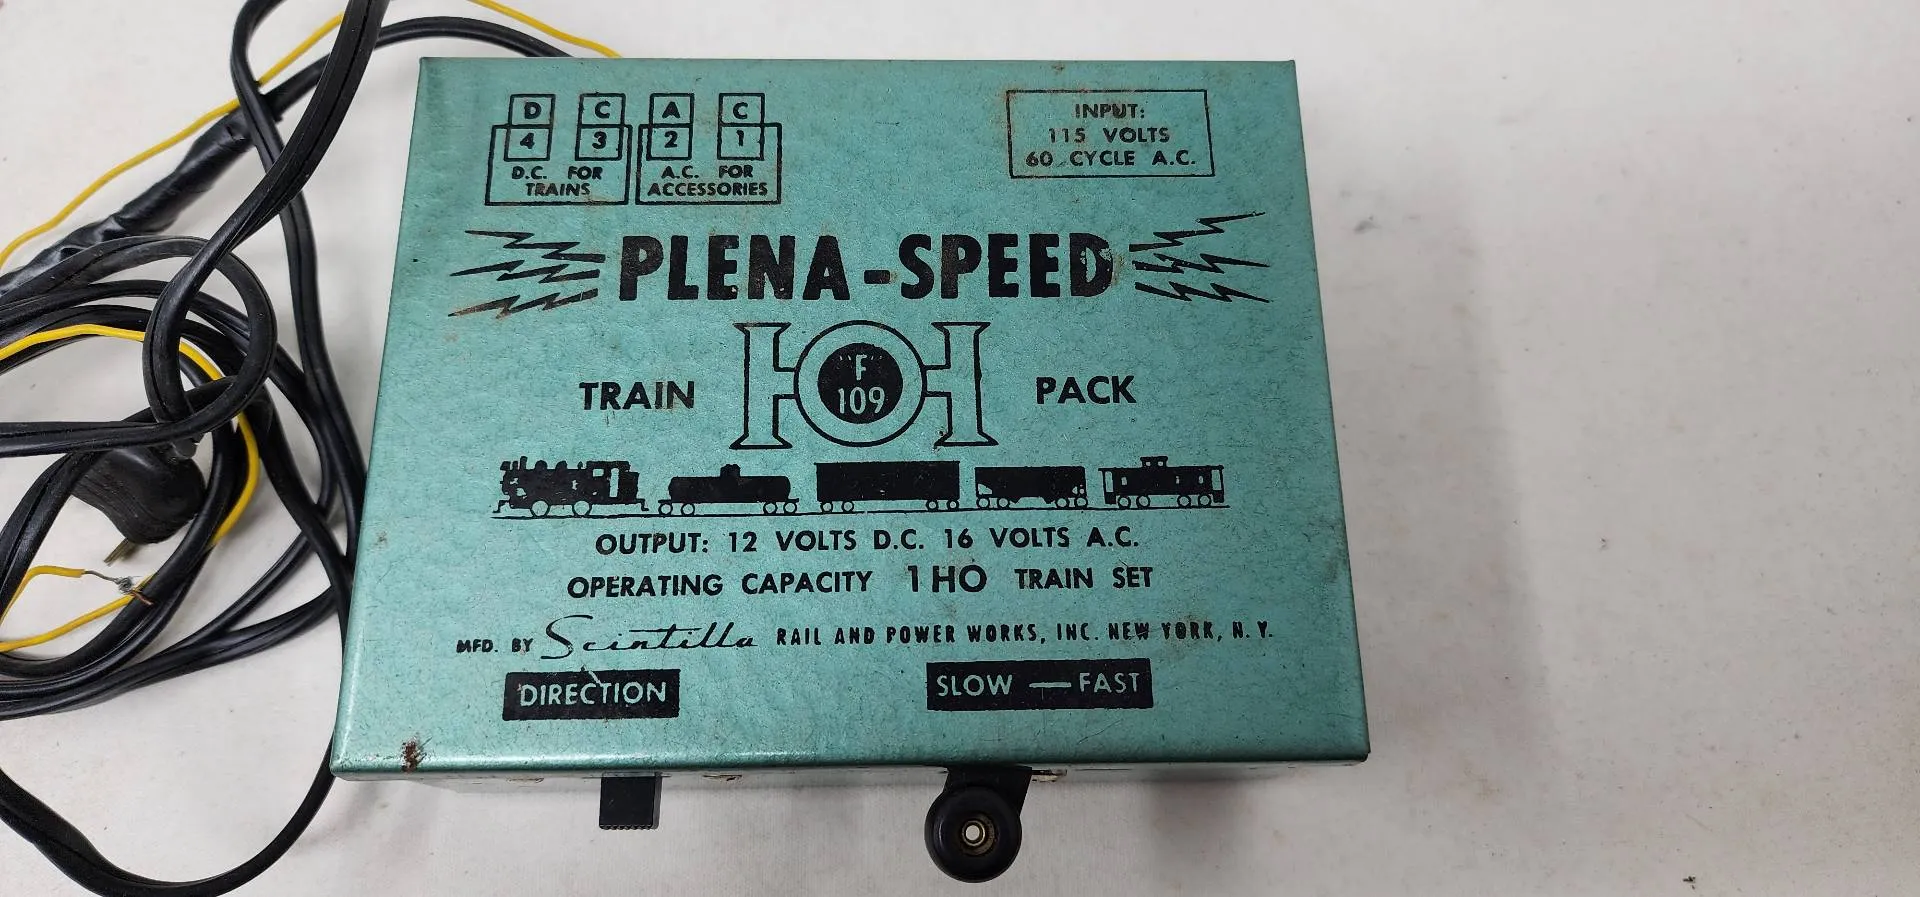 D C A C
4 3 2 1
D.C. FOR
TRAINS
A.C. FOR
ACCESSORIES
INPUT:
115 VOLTS
60 CYCLE A.C.
PLENA-SPEED
TRAIN HO "F" 109 PACK
OUTPUT: 12 VOLTS D.C. 16 VOLTS A.C.
OPERATING CAPACITY 1 HO TRAIN SET
MFD. BY Scintilla RAIL AND POWER WORKS, INC. NEW YORK, N. Y.
DIRECTION
SLOW — FAST